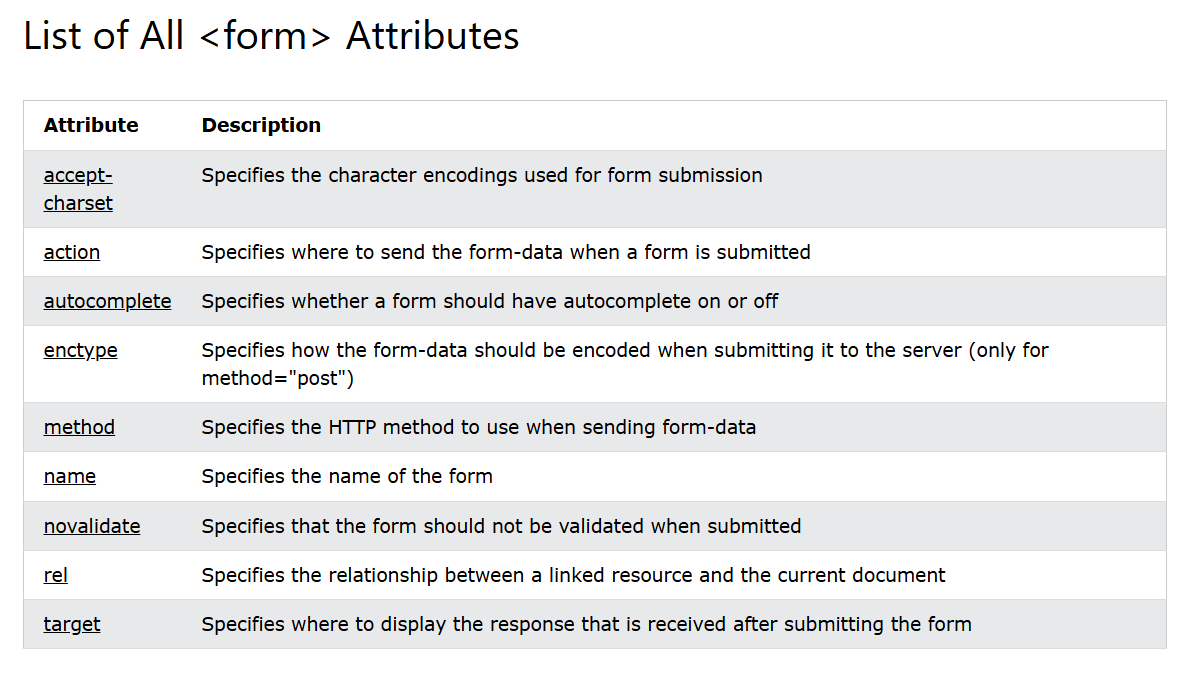 List of All <form> Attributes
Attribute Description
accept-
charset Specifies the character encodings used for form submission
action Specifies where to send the form-data when a form is submitted
autocomplete Specifies whether a form should have autocomplete on or off
enctype Specifies how the form-data should be encoded when submitting it to the server (only for
method="post")
method Specifies the HTTP method to use when sending form-data
name Specifies the name of the form
novalidate Specifies that the form should not be validated when submitted
rel Specifies the relationship between a linked resource and the current document
target Specifies where to display the response that is received after submitting the form